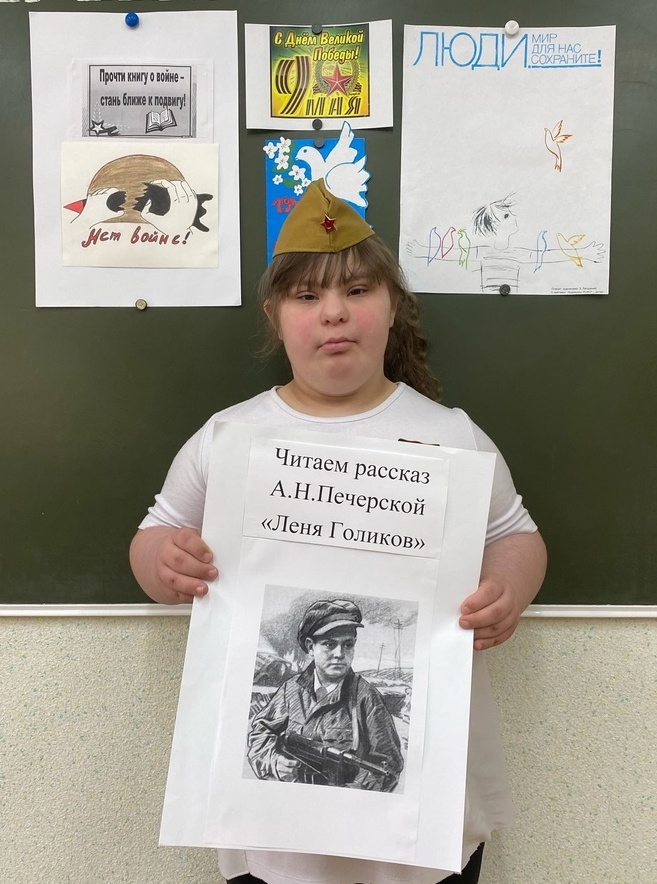 Прочти книгу о войне –
стань ближе к подвигу!
Нет войне!
С Днём Великой
Победы!
9
МАЯ
ЛЮДИ
МИР
ДЛЯ НАС
СОХРАНИТЕ!
Читаем рассказ
А.Н.Печерской
«Леня Голиков»